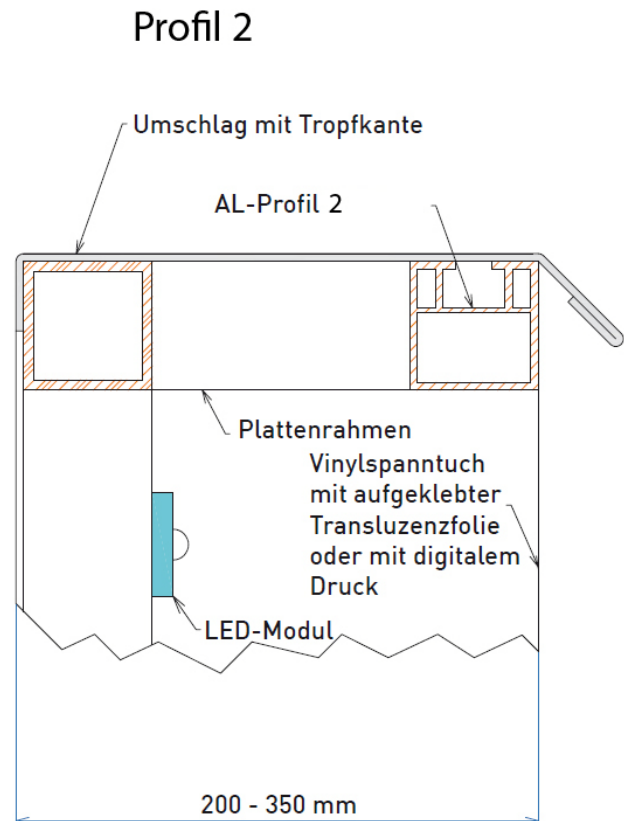 Profil 2
Umschlag mit Tropfkante
AL-Profil 2
Plattenrahmen
Vinylspanntuch
mit aufgeklebter
Transluzenzfolie
oder mit digitalem
Druck
LED-Modul
200 - 350 mm